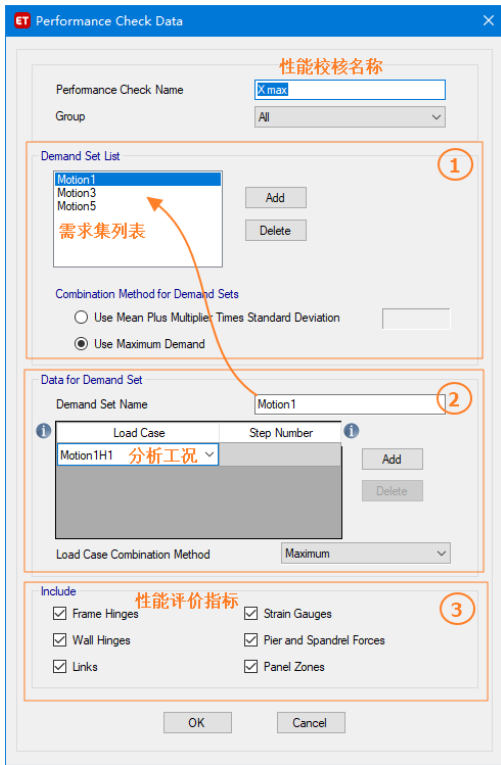 ET Performance Check Data
性能校核名称
Performance Check Name X max
Group All
Demand Set List ①
Motion1
Motion3
Motion5
Add
Delete
需求集列表
Combination Method for Demand Sets
Use Mean Plus Multiplier Times Standard Deviation
Use Maximum Demand
Data for Demand Set ②
Demand Set Name Motion1
Load Case Step Number
Motion1H1 分析工况
Add
Delete
Load Case Combination Method Maximum
Include ③
性能评价指标
Frame Hinges Strain Gauges
Wall Hinges Pier and Spandrel Forces
Links Panel Zones
OK Cancel